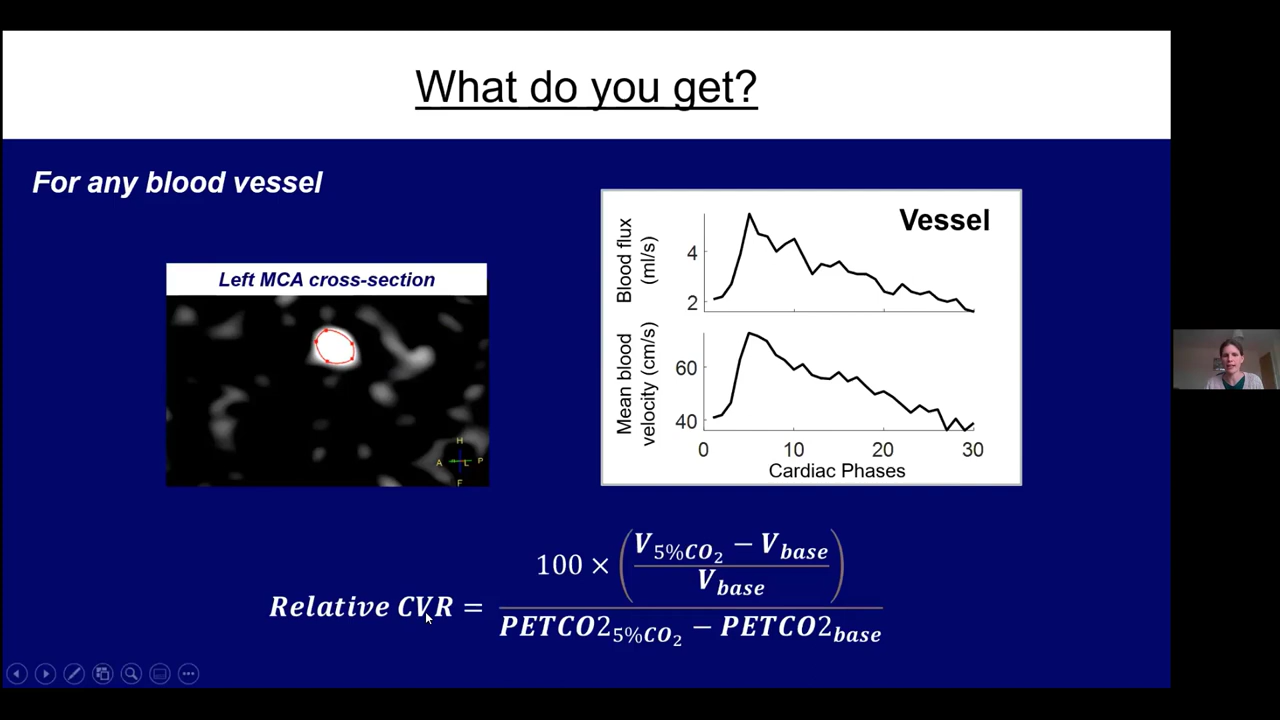 What do you get?
For any blood vessel
Left MCA cross-section
H
A L P
F
Vessel
Blood flux
(ml/s)
4
2
Mean blood
velocity (cm/s)
60
40
0 10 20 30
Cardiac Phases
Relative CVR = 100 × (V5%CO₂ − Vbase / Vbase) / PETCO25%CO₂ − PETCO2base